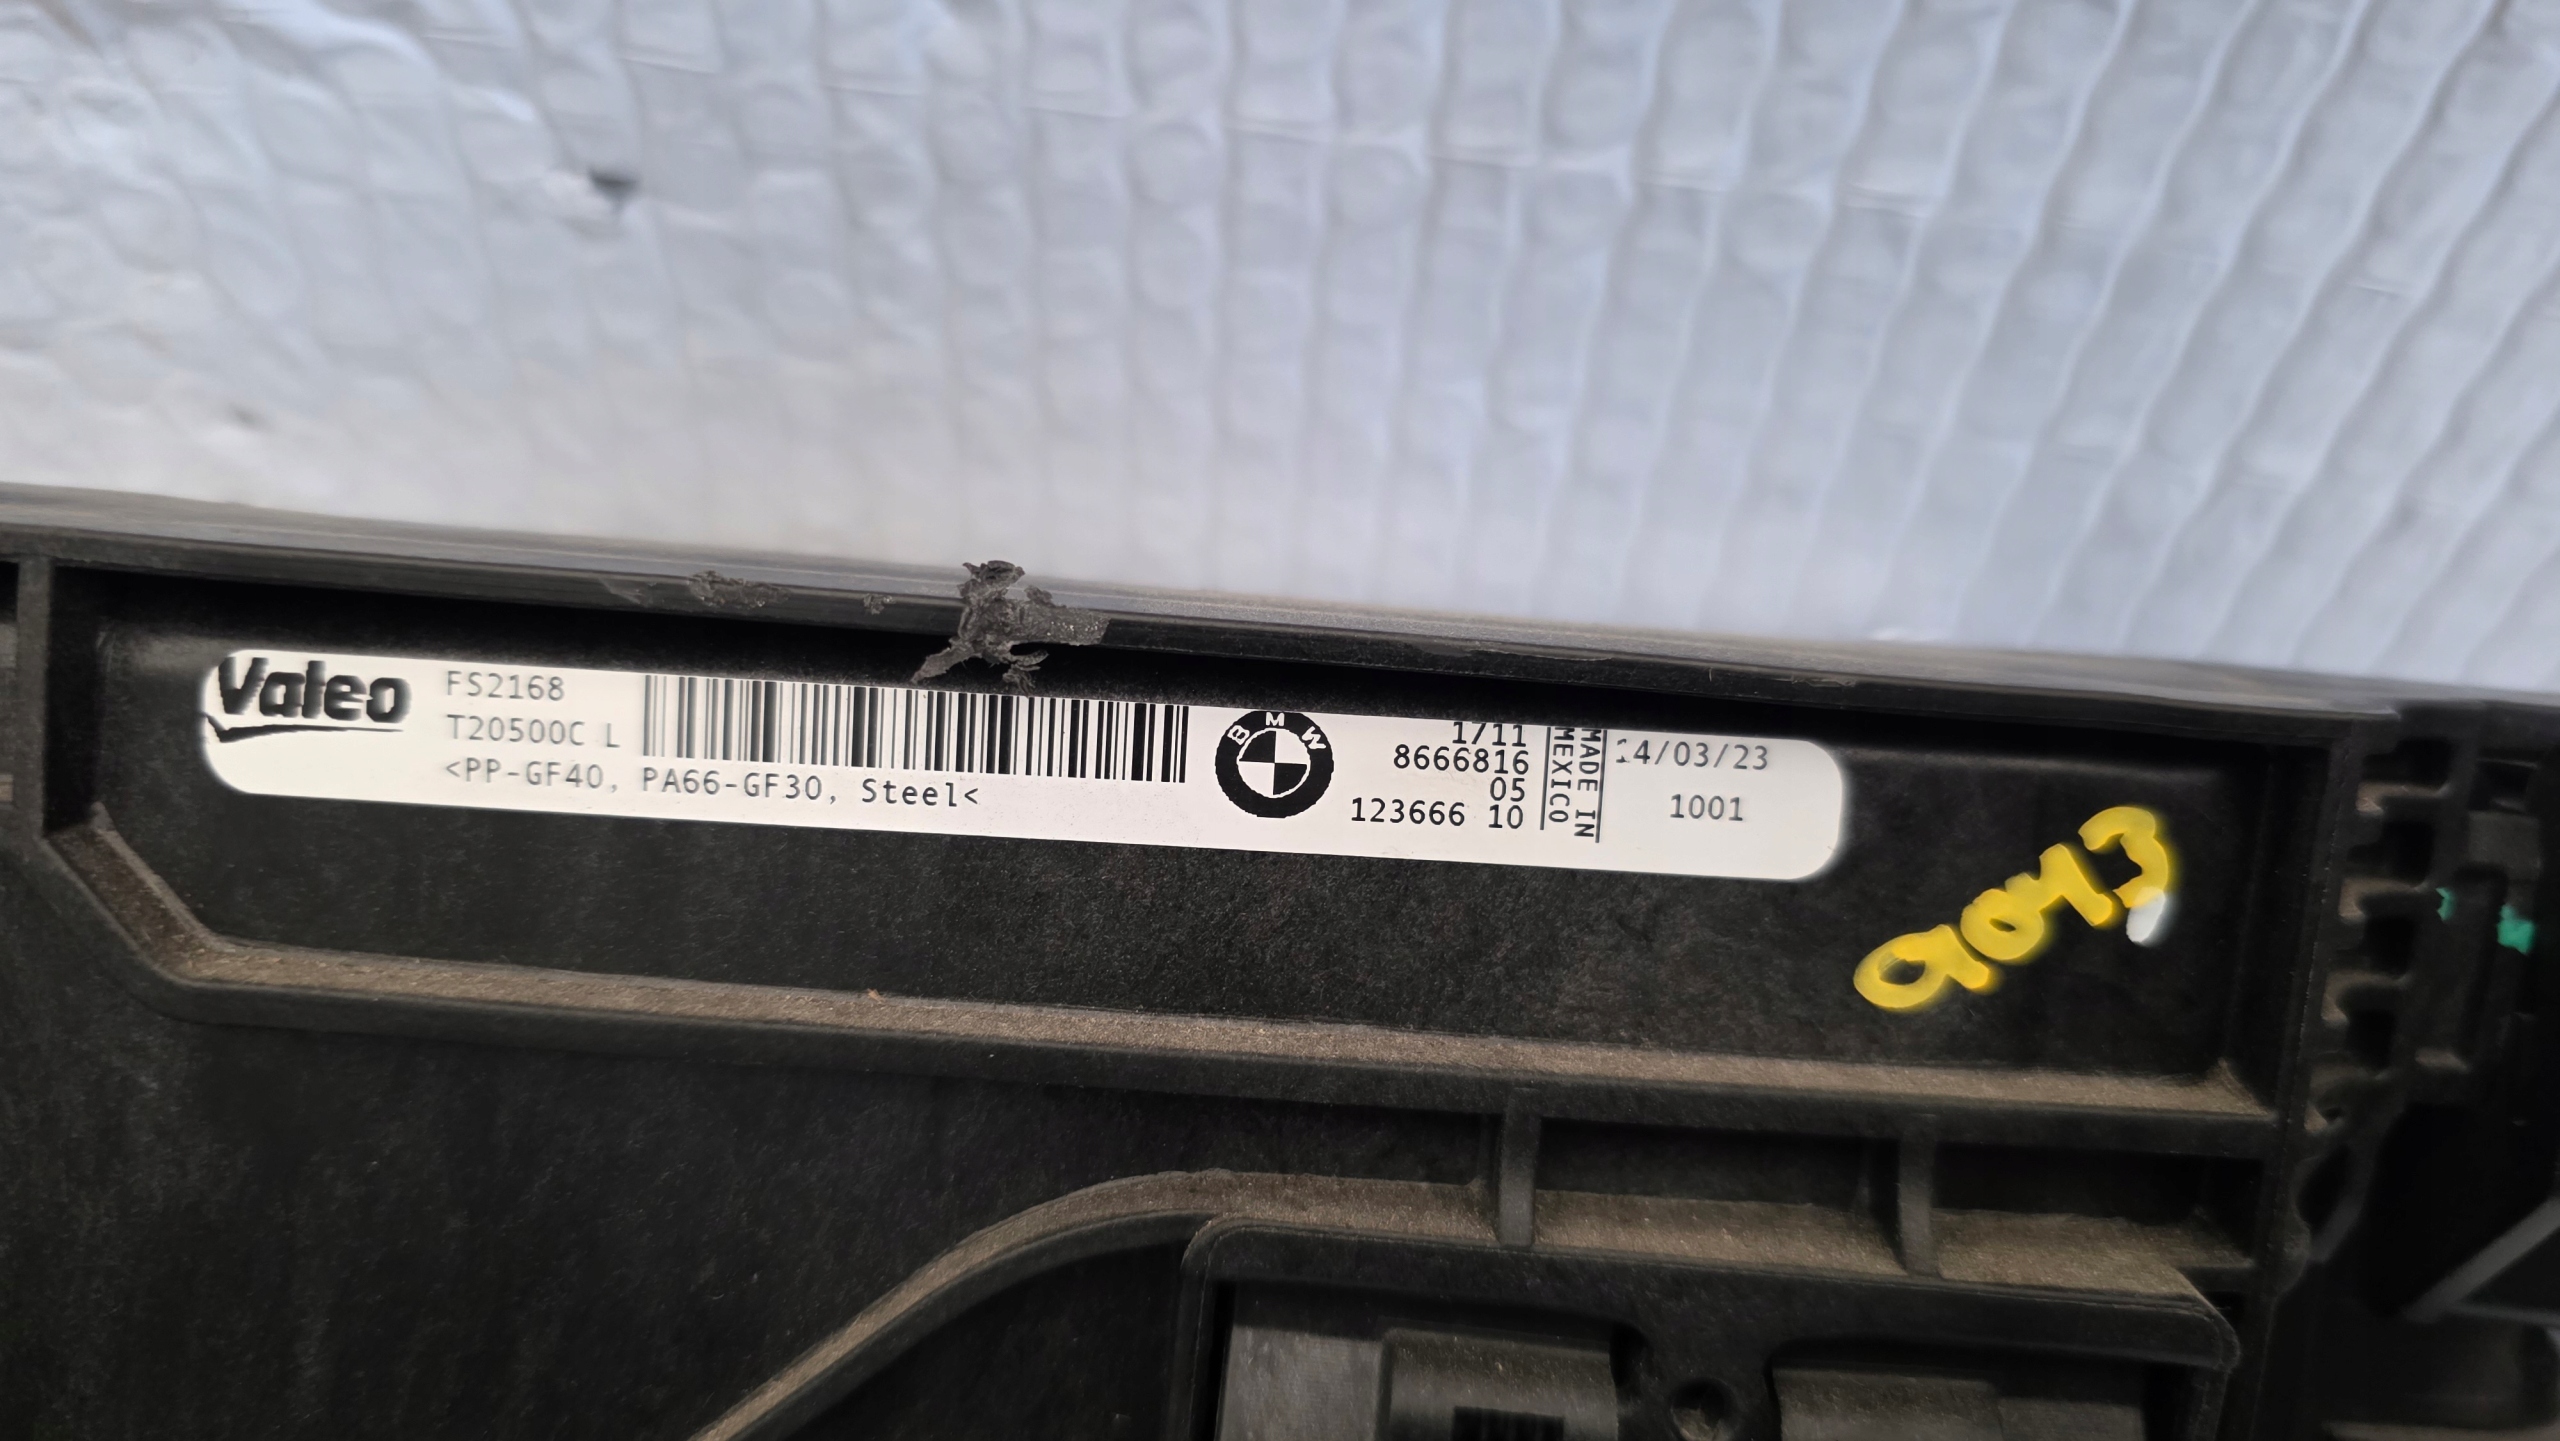 Valeo
FS2168
T20500C L
<PP-GF40, PA66-GF30, Steel<
BMW
1/11
8666816
05
123666 10
MADE IN
MEXICO
14/03/23
1001
9043